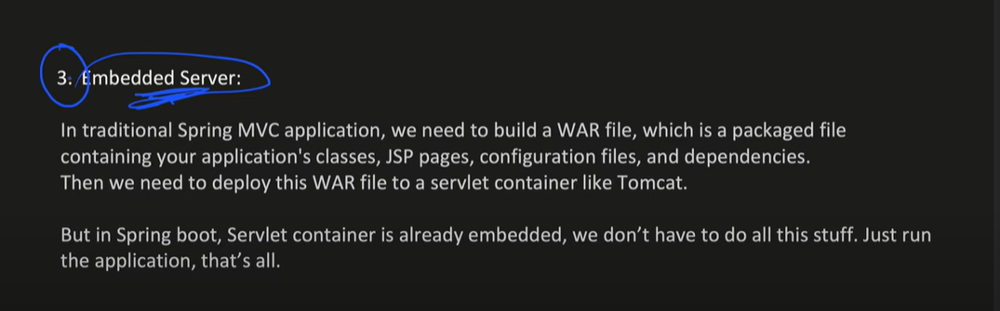 3. Embedded Server:
In traditional Spring MVC application, we need to build a WAR file, which is a packaged file
containing your application's classes, JSP pages, configuration files, and dependencies.
Then we need to deploy this WAR file to a servlet container like Tomcat.
But in Spring boot, Servlet container is already embedded, we don’t have to do all this stuff. Just run
the application, that’s all.